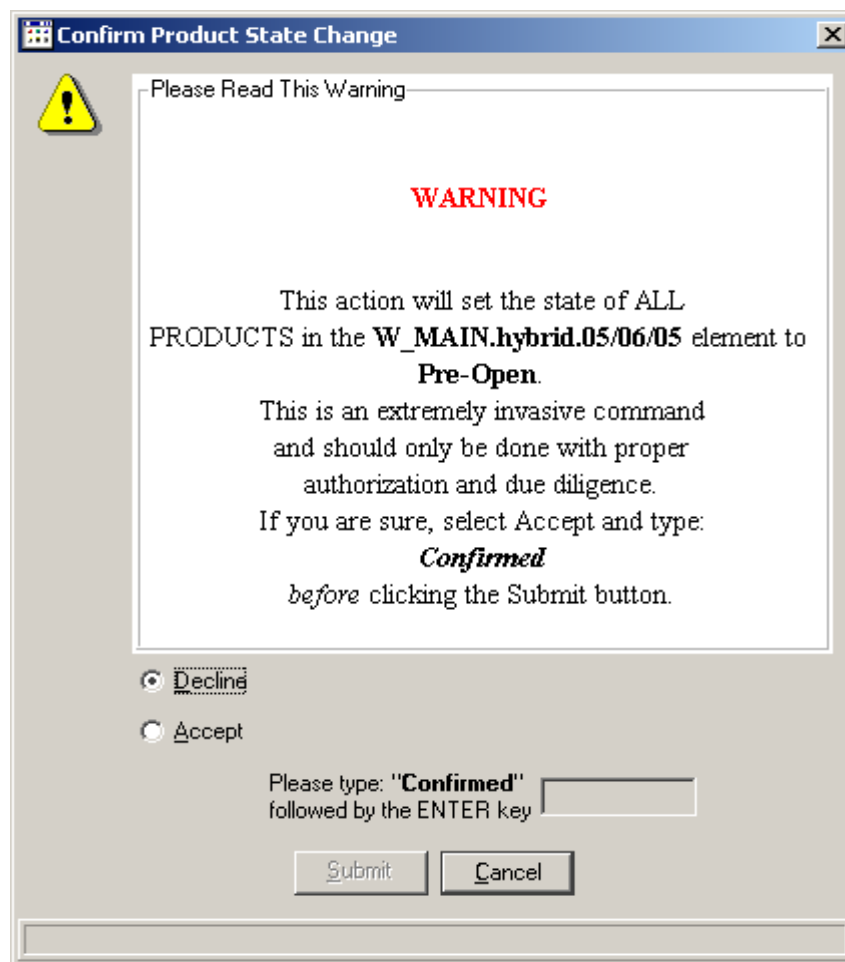 Confirm Product State Change
Please Read This Warning
WARNING
This action will set the state of ALL
PRODUCTS in the W_MAIN.hybrid.05/06/05 element to
Pre-Open.
This is an extremely invasive command
and should only be done with proper
authorization and due diligence.
If you are sure, select Accept and type:
Confirmed
before clicking the Submit button.
Decline
Accept
Please type: "Confirmed"
followed by the ENTER key
Submit Cancel